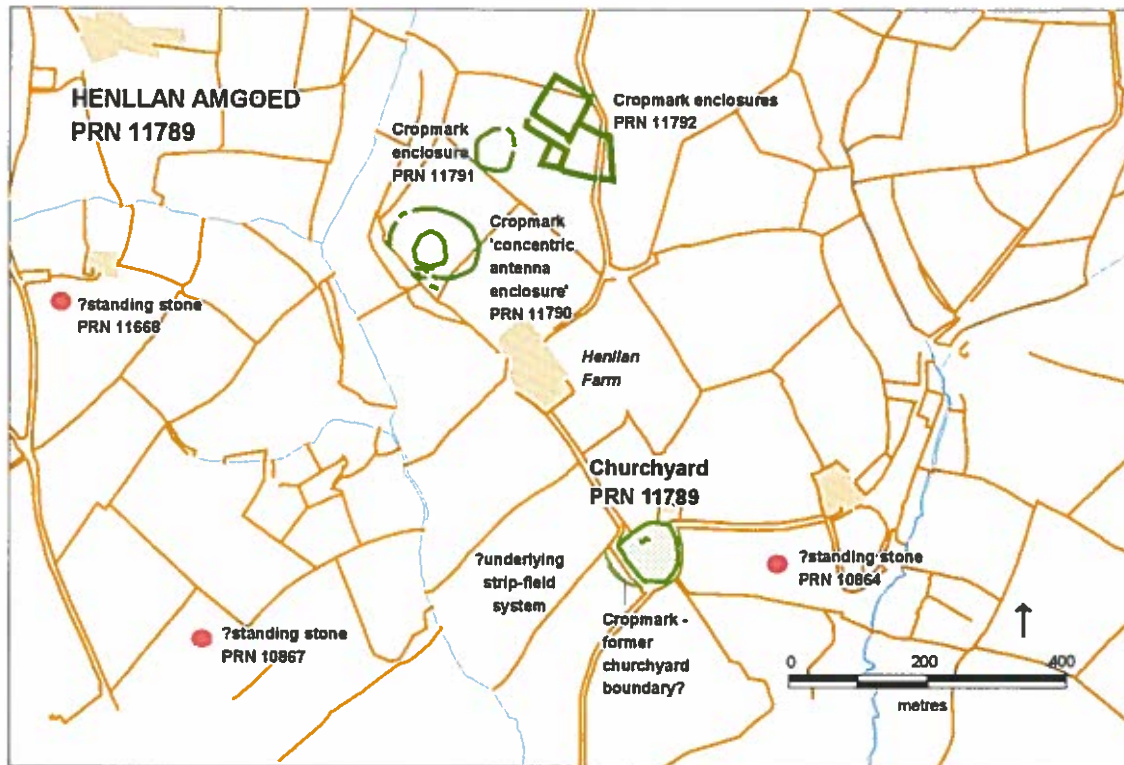 HENLLAN AMGOED
PRN 11789
Cropmark enclosures
PRN 11792
Cropmark
enclosure
PRN 11791
Cropmark
'concentric
antenna
enclosure'
PRN 11790
?standing stone
PRN 11668
Henllan
Farm
Churchyard
PRN 11789
?underlying
strip-field
system
?standing stone
PRN 10864
?standing stone
PRN 10867
Cropmark -
former
churchyard
boundary?
0 200 400
metres